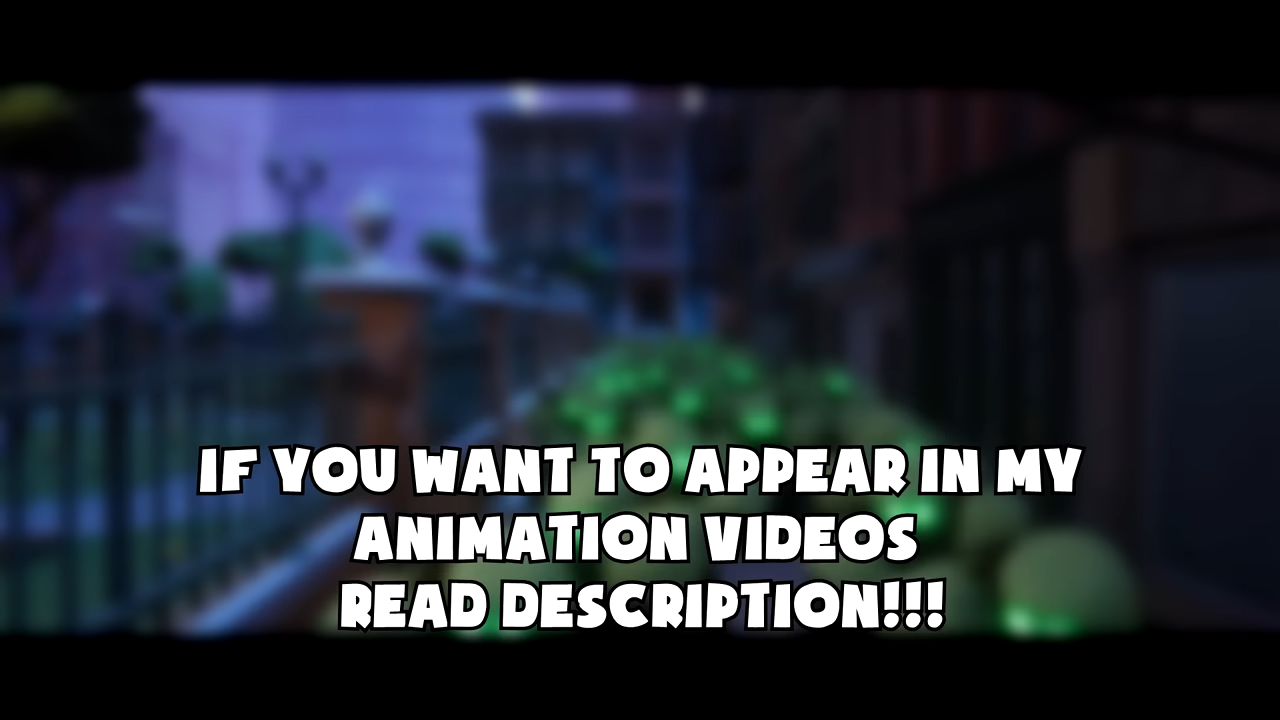 IF YOU WANT TO APPEAR IN MY
ANIMATION VIDEOS
READ DESCRIPTION!!!